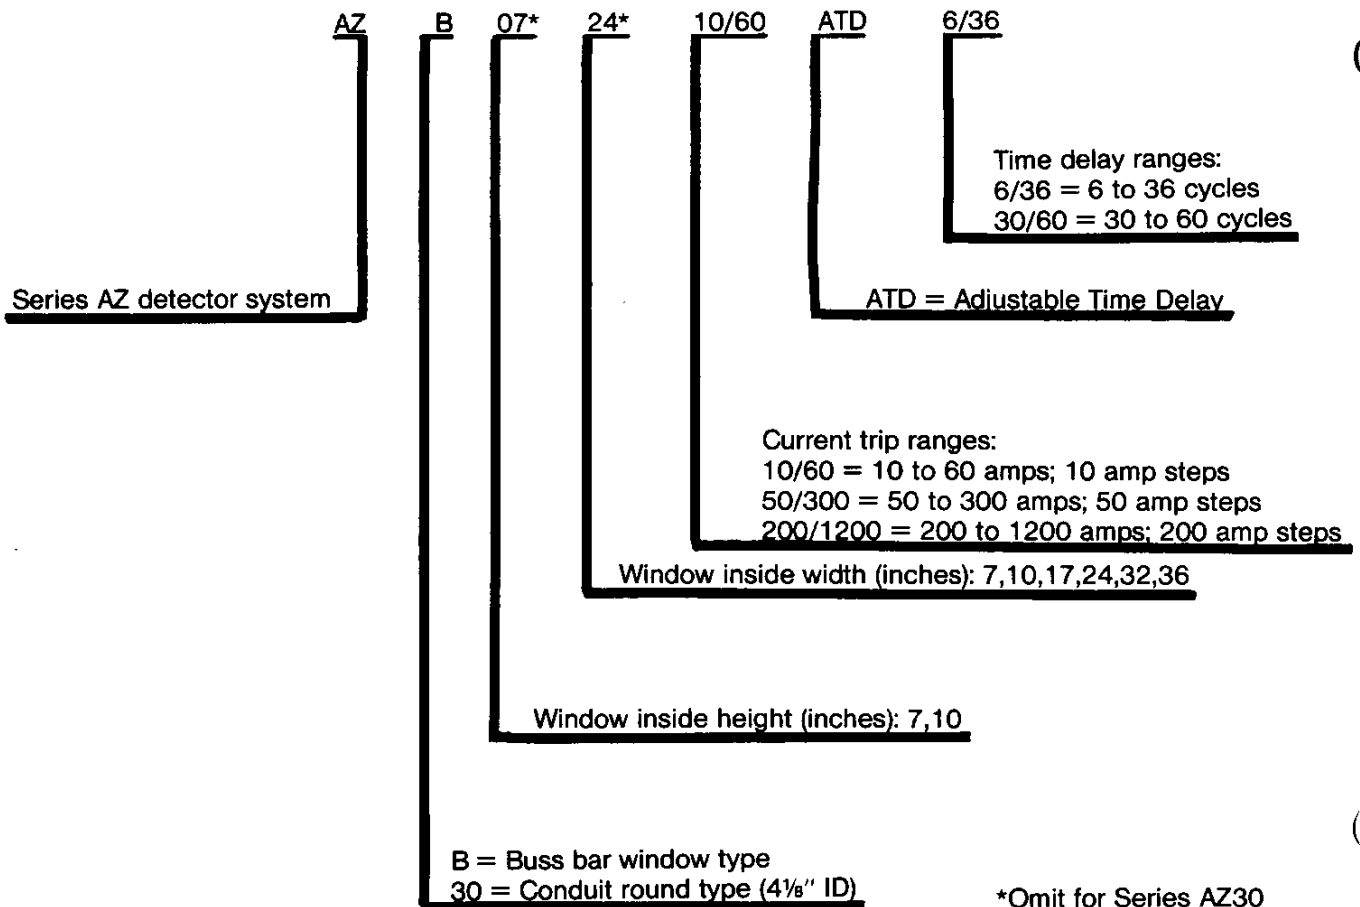 AZ B 07* 24* 10/60 ATD 6/36
Time delay ranges:
6/36 = 6 to 36 cycles
30/60 = 30 to 60 cycles
Series AZ detector system
ATD = Adjustable Time Delay
Current trip ranges:
10/60 = 10 to 60 amps; 10 amp steps
50/300 = 50 to 300 amps; 50 amp steps
200/1200 = 200 to 1200 amps; 200 amp steps
Window inside width (inches): 7,10,17,24,32,36
Window inside height (inches): 7,10
B = Buss bar window type
30 = Conduit round type (4⅛" ID)
*Omit for Series AZ30